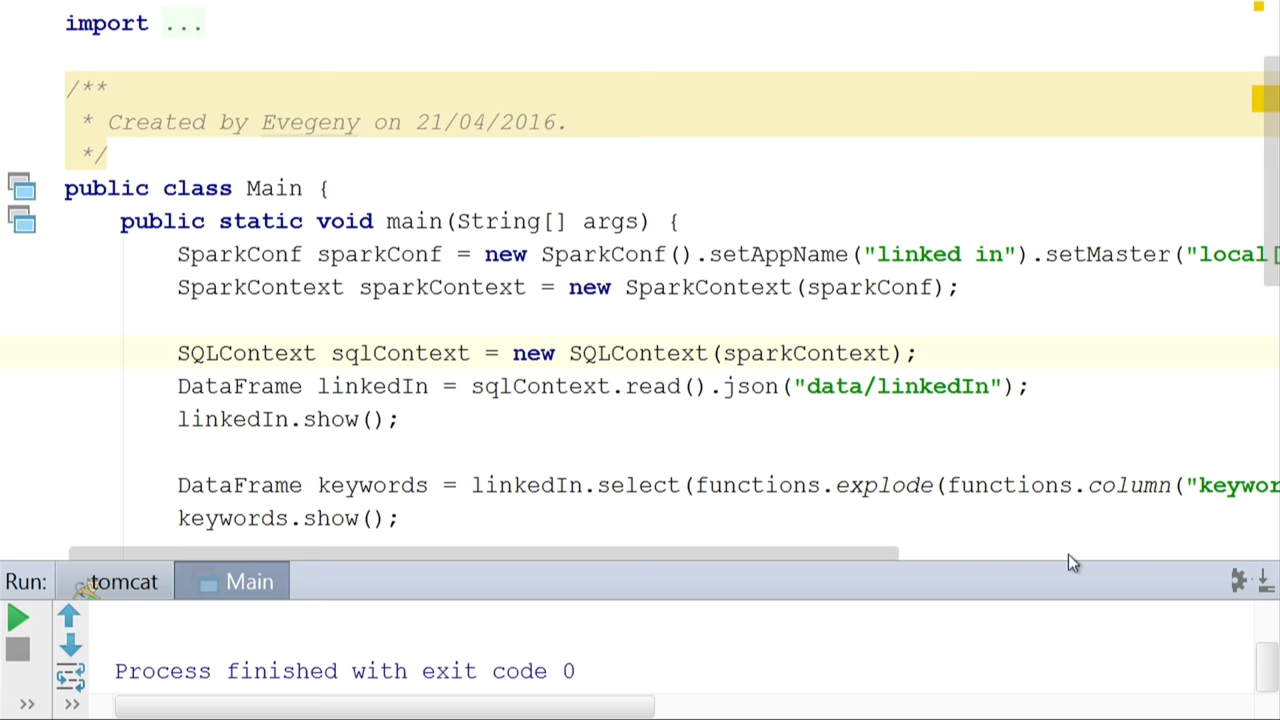 import ...
/**
* Created by Evegeny on 21/04/2016.
*/
public class Main {
public static void main(String[] args) {
SparkConf sparkConf = new SparkConf().setAppName("linked in").setMaster("local[
SparkContext sparkContext = new SparkContext(sparkConf);
SQLContext sqlContext = new SQLContext(sparkContext);
DataFrame linkedIn = sqlContext.read().json("data/linkedIn");
linkedIn.show();
DataFrame keywords = linkedIn.select(functions.explode(functions.column("keywor
keywords.show();
Run: tomcat Main
Process finished with exit code 0